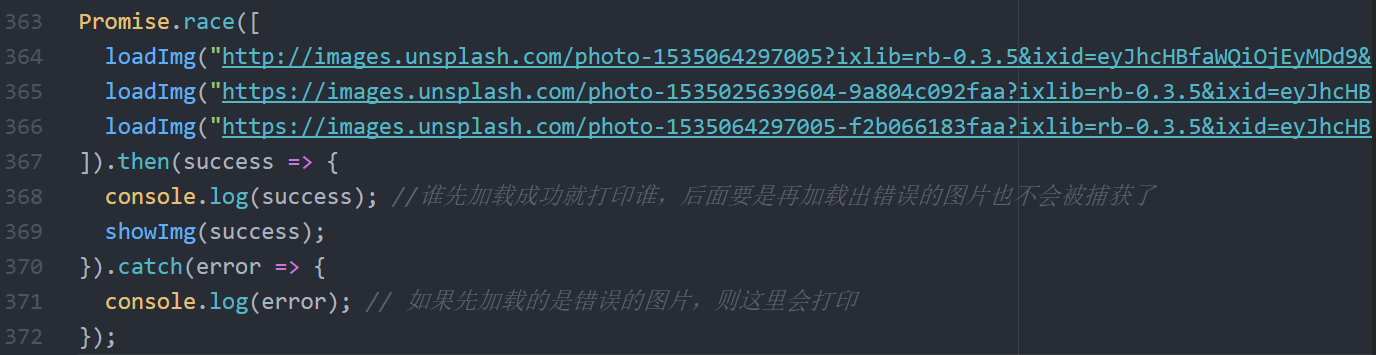 363 Promise.race([
364 loadImg("http://images.unsplash.com/photo-1535064297005?ixlib=rb-0.3.5&ixid=eyJhcHBfaWQiOjEyMDd9&
365 loadImg("https://images.unsplash.com/photo-1535025639604-9a804c092faa?ixlib=rb-0.3.5&ixid=eyJhcHB
366 loadImg("https://images.unsplash.com/photo-1535064297005-f2b066183faa?ixlib=rb-0.3.5&ixid=eyJhcHB
367 ]).then(success => {
368 console.log(success); //谁先加载成功就打印谁，后面要是再加载出错误的图片也不会被捕获了
369 showImg(success);
370 }).catch(error => {
371 console.log(error); // 如果先加载的是错误的图片，则这里会打印
372 });